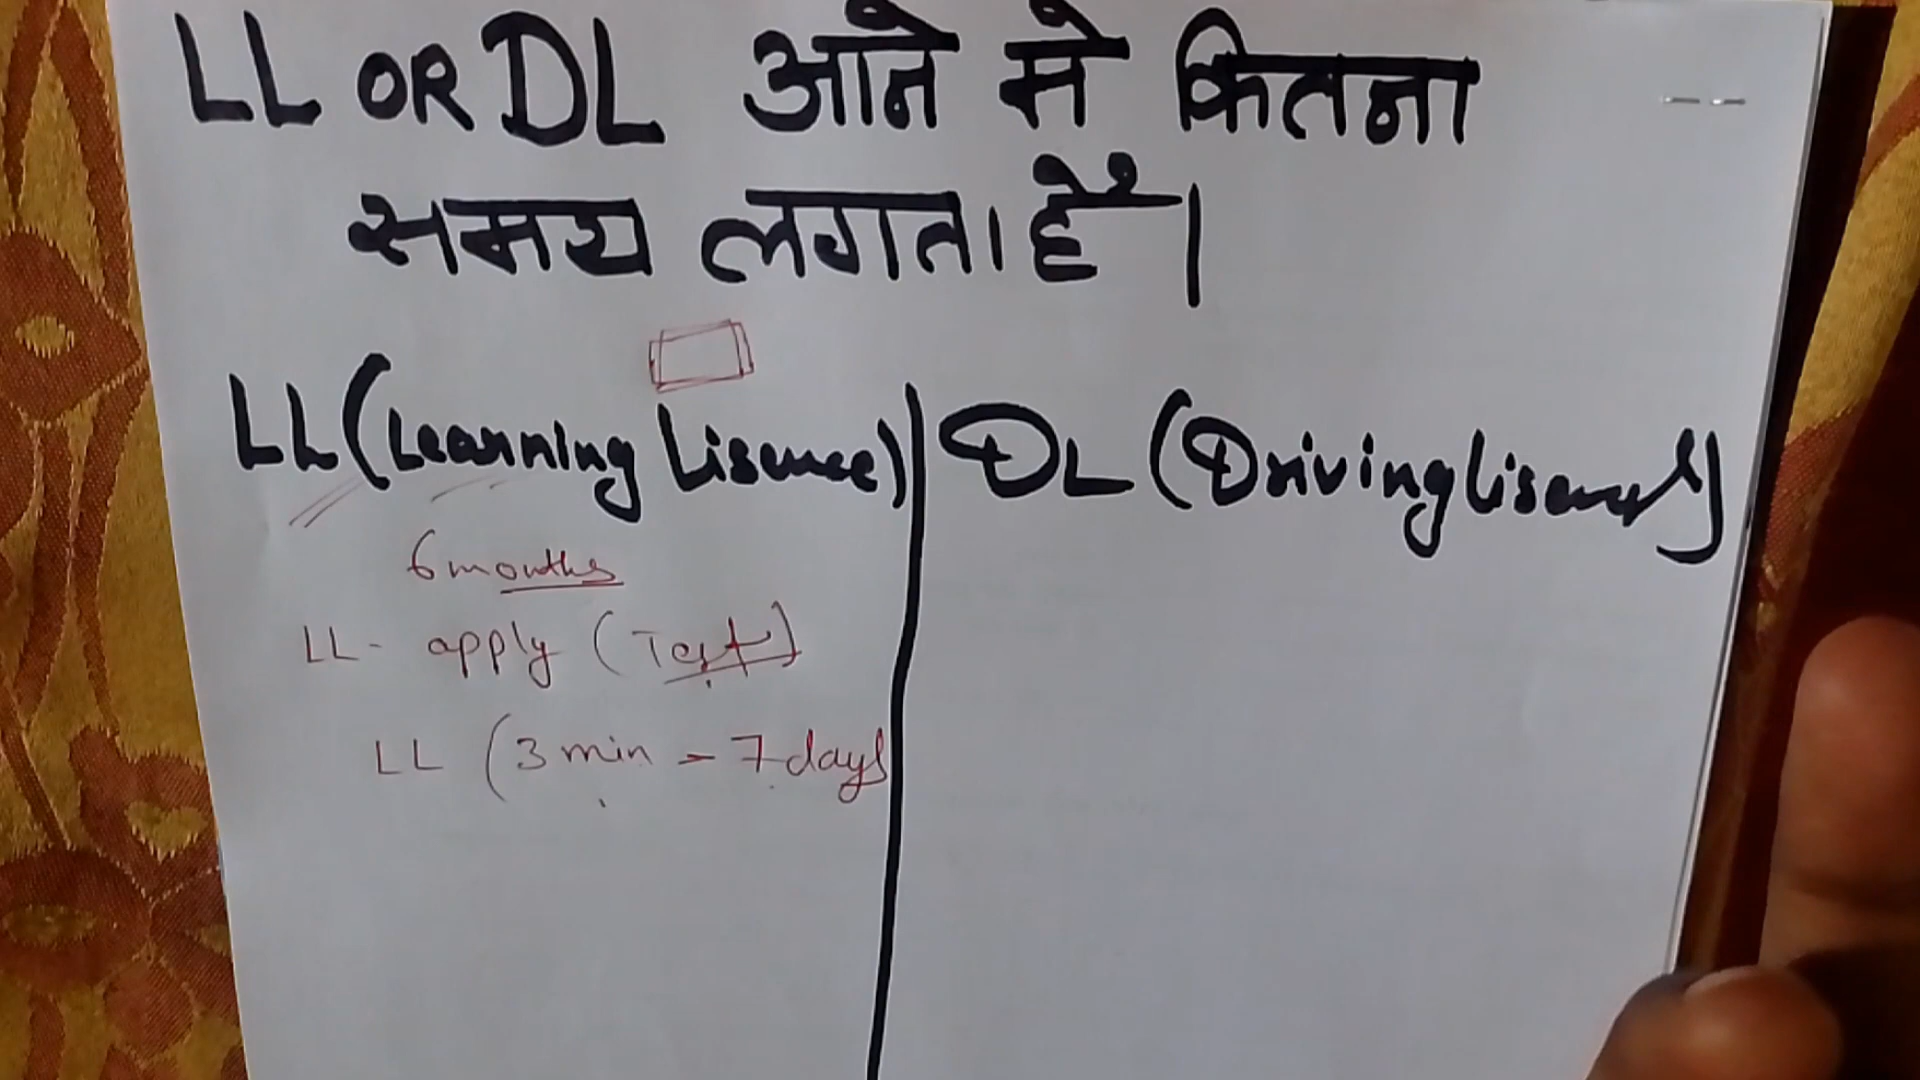 LL OR DL आने से कितना
समय लगता हैं।
LL (Learnning Lisence)
6 months
LL - apply (Test)
LL (3 min - 7 days
DL (Driving Lisence)